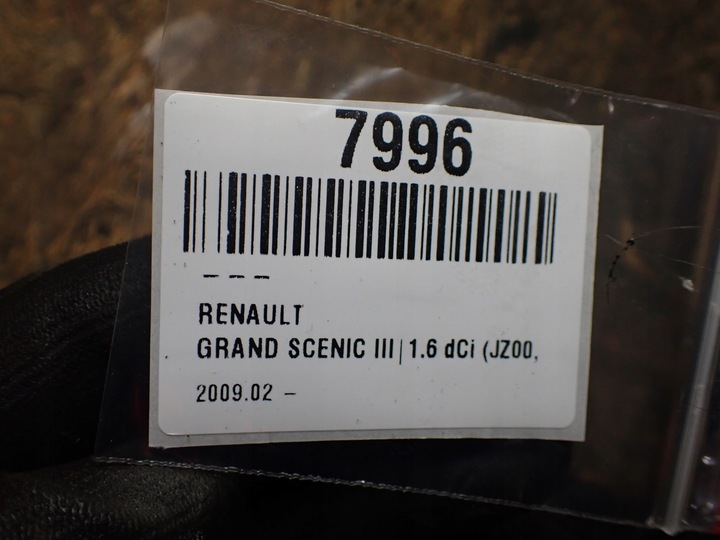 7996
RENAULT
GRAND SCENIC III | 1.6 dCi (JZ00,
2009.02 –